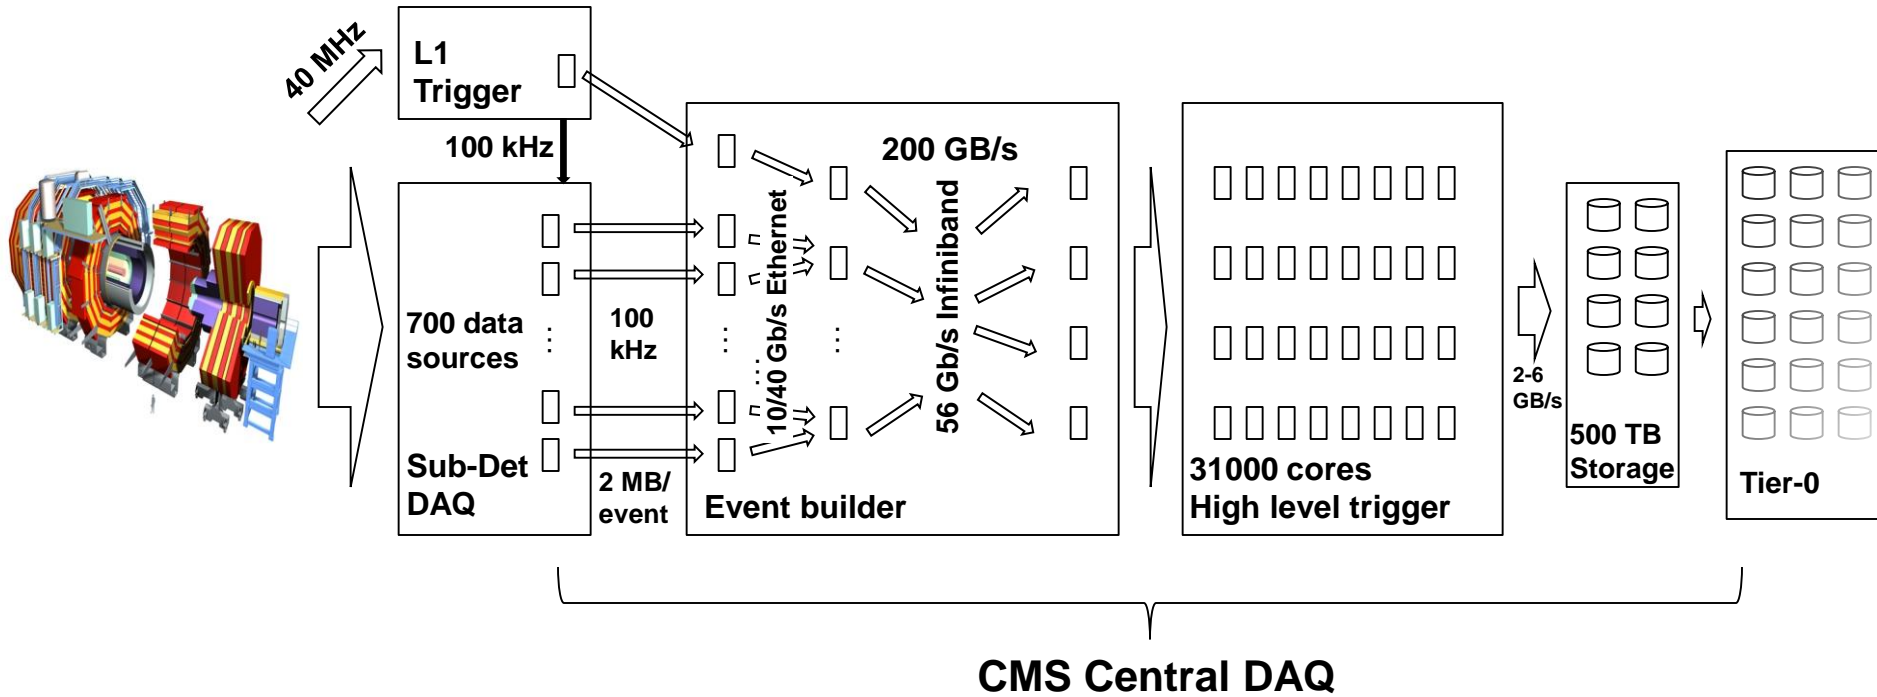 40 MHz
L1
Trigger
100 kHz
700 data
sources
Sub-Det
DAQ
100
kHz
2 MB/
event
10/40 Gb/s Ethernet
200 GB/s
56 Gb/s Infiniband
Event builder
31000 cores
High level trigger
2-6
GB/s
500 TB
Storage
Tier-0
CMS Central DAQ